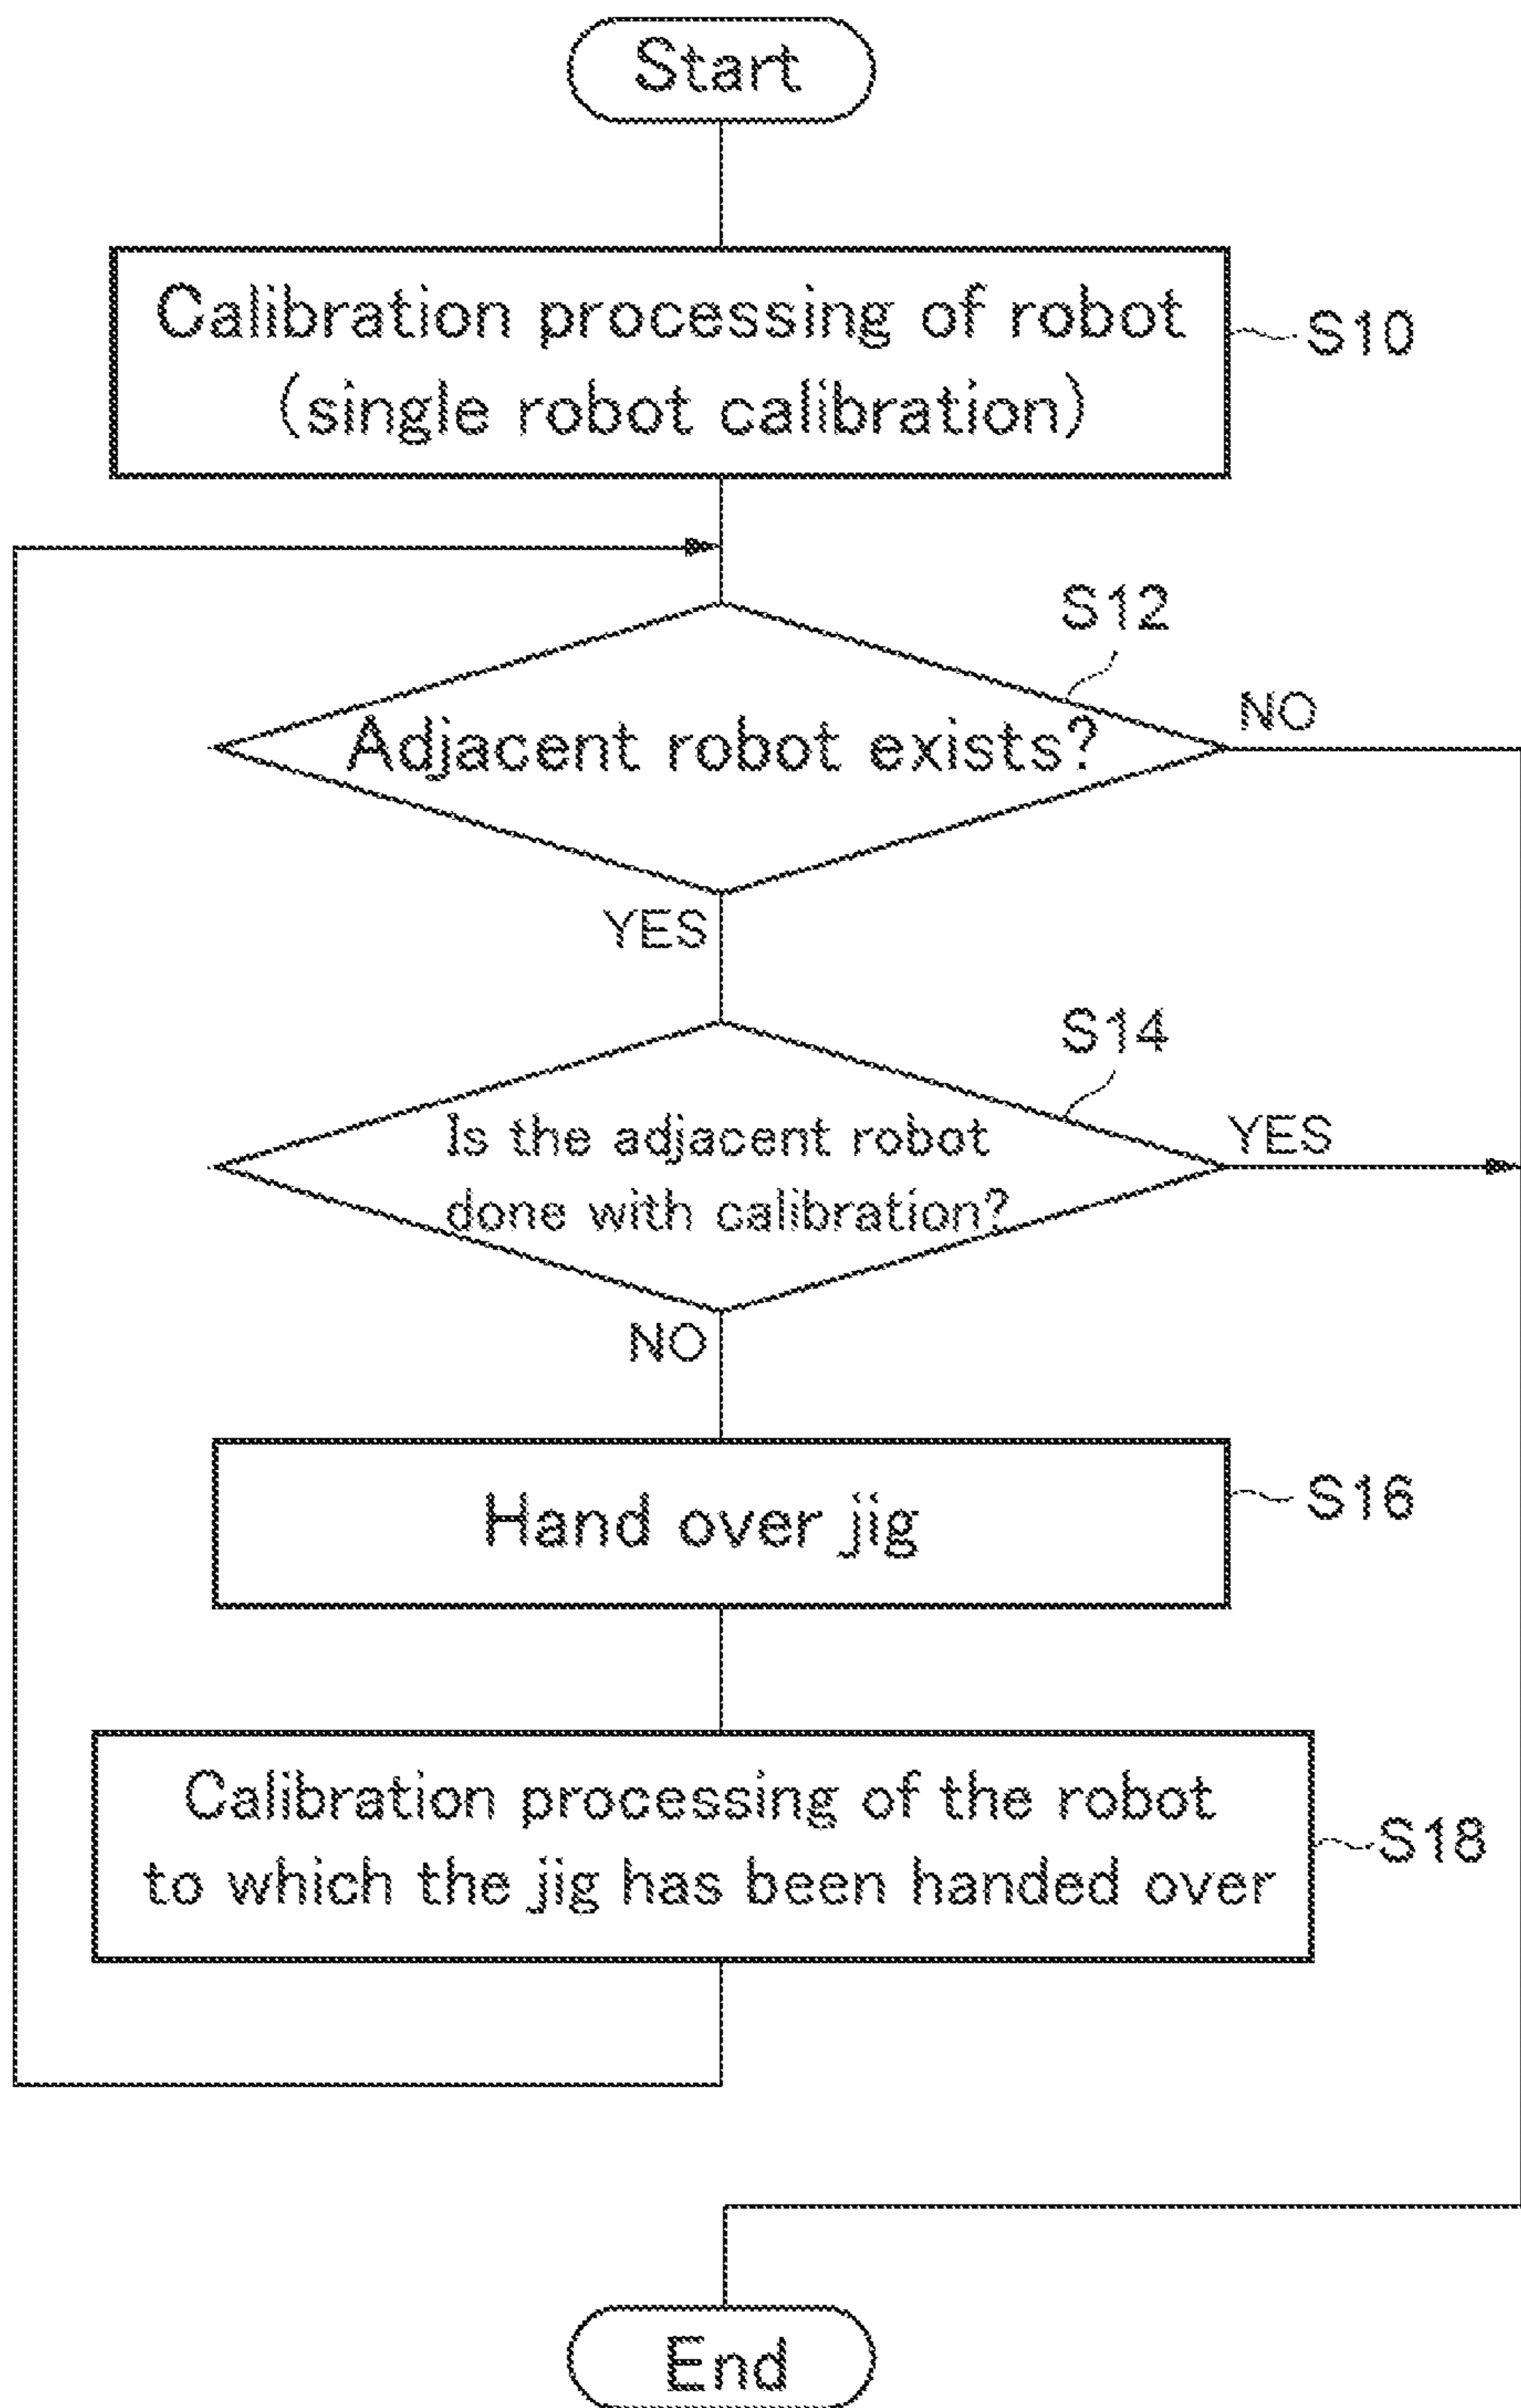 Start
Calibration processing of robot
(single robot calibration)
S10
S12
Adjacent robot exists?
NO
YES
S14
Is the adjacent robot
done with calibration?
YES
NO
Hand over jig
S16
Calibration processing of the robot
to which the jig has been handed over
S18
End